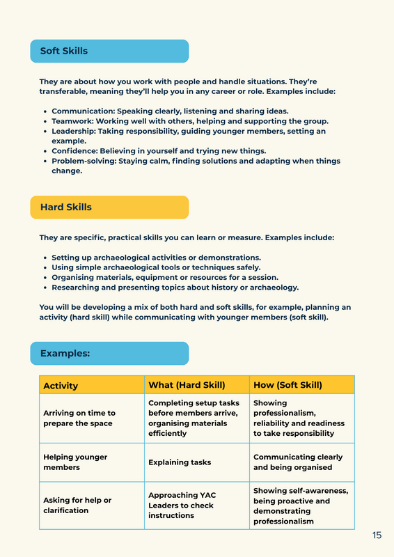 Soft Skills
They are about how you work with people and handle situations. They're
transferable, meaning they'll help you in any career or role. Examples include:
• Communication: Speaking clearly, listening and sharing ideas.
• Teamwork: Working well with others, helping and supporting the group.
• Leadership: Taking responsibility, guiding younger members, setting an
example.
• Confidence: Believing in yourself and trying new things.
• Problem-solving: Staying calm, finding solutions and adapting when things
change.
Hard Skills
They are specific, practical skills you can learn or measure. Examples include:
• Setting up archaeological activities or demonstrations.
• Using simple archaeological tools or techniques safely.
• Organising materials, equipment or resources for a session.
• Researching and presenting topics about history or archaeology.
You will be developing a mix of both hard and soft skills, for example, planning an
activity (hard skill) while communicating with younger members (soft skill).
Examples:
Activity
What (Hard Skill)
How (Soft Skill)
Arriving on time to
prepare the space
Completing setup tasks
before members arrive,
organising materials
efficiently
Showing
professionalism,
reliability and readiness
to take responsibility
Helping younger
members
Explaining tasks
Communicating clearly
and being organised
Asking for help or
clarification
Approaching YAC
Leaders to check
instructions
Showing self-awareness,
being proactive and
demonstrating
professionalism
15